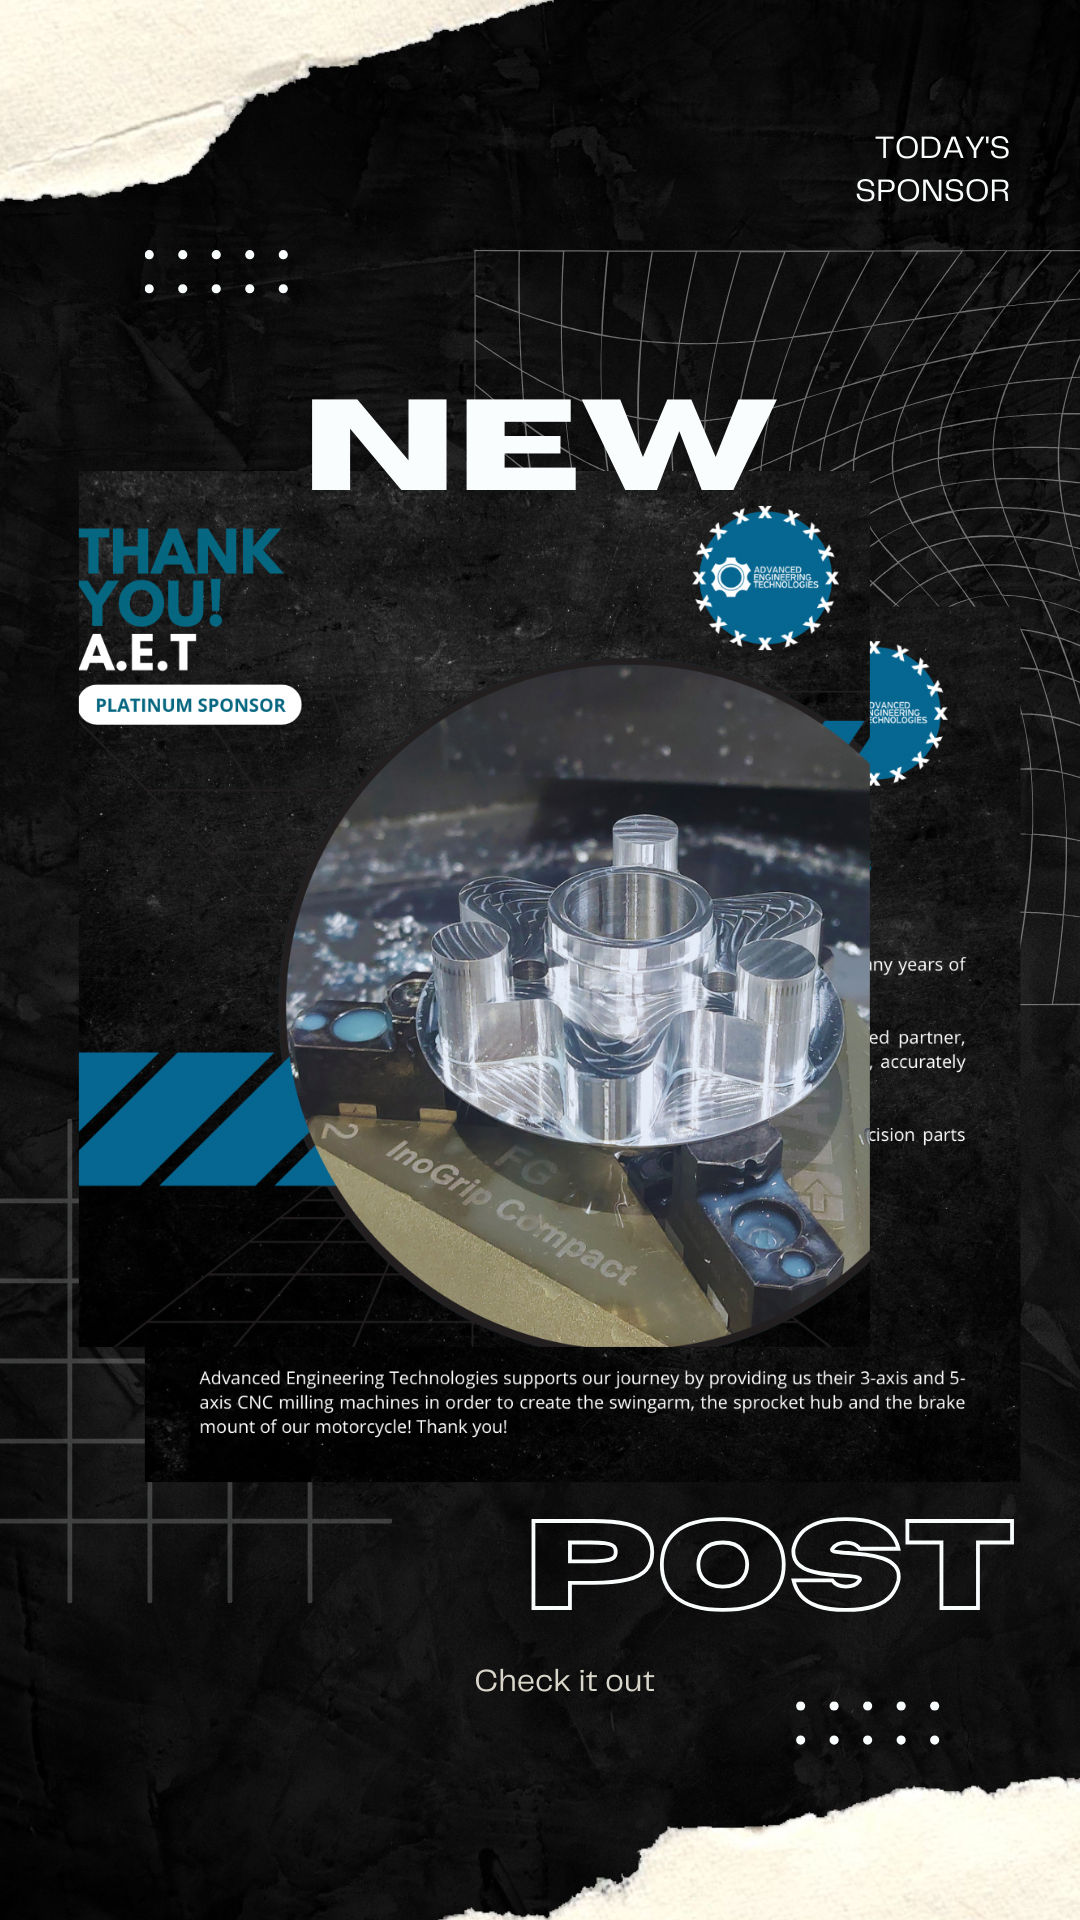 TODAY'S
SPONSOR
NEW
THANK
YOU!
A.E.T
PLATINUM SPONSOR
ADVANCED
ENGINEERING
TECHNOLOGIES
years of
partner,
accurately
parts
2
FG
InoGrip Compact
Advanced Engineering Technologies supports our journey by providing us their 3-axis and 5-
axis CNC milling machines in order to create the swingarm, the sprocket hub and the brake
mount of our motorcycle! Thank you!
POST
Check it out